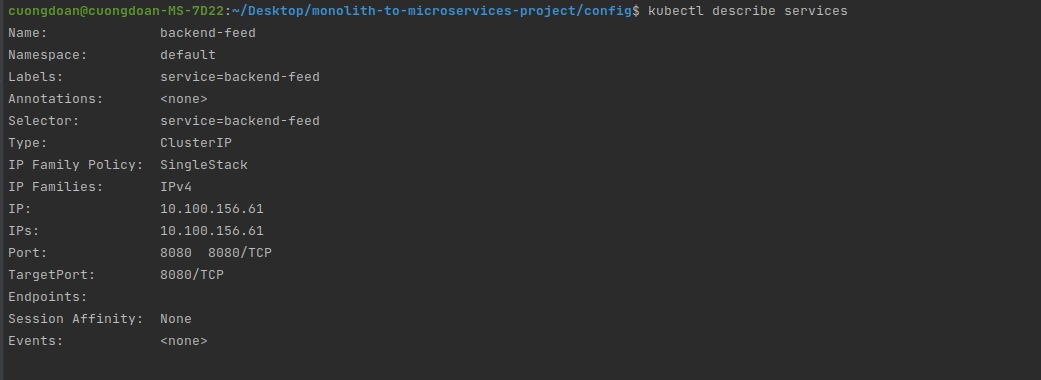 cuongdoan@cuongdoan-MS-7D22:~/Desktop/monolith-to-microservices-project/config$ kubectl describe services
Name:              backend-feed
Namespace:         default
Labels:            service=backend-feed
Annotations:       <none>
Selector:          service=backend-feed
Type:              ClusterIP
IP Family Policy:  SingleStack
IP Families:       IPv4
IP:                10.100.156.61
IPs:               10.100.156.61
Port:              8080  8080/TCP
TargetPort:        8080/TCP
Endpoints:
Session Affinity:  None
Events:            <none>